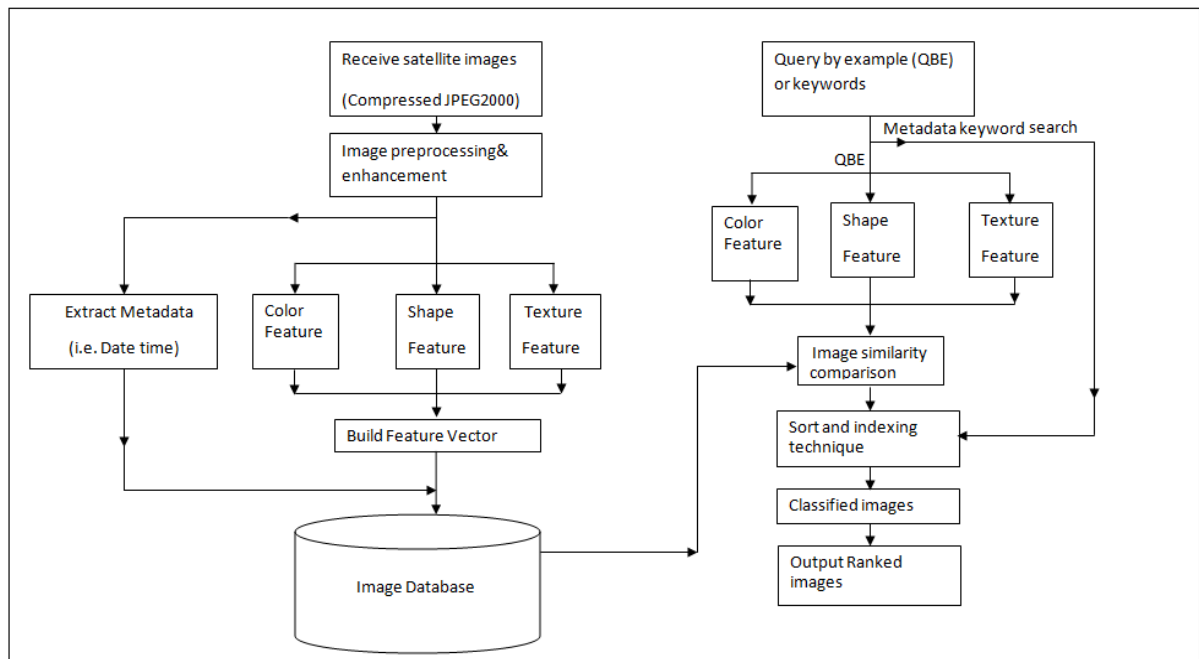 Receive satellite images
(Compressed JPEG2000)
Image preprocessing&
enhancement
Extract Metadata
(i.e. Date time)
Color
Feature
Shape
Feature
Texture
Feature
Build Feature Vector
Image Database
Query by example (QBE)
or keywords
Metadata keyword search
QBE
Color
Feature
Shape
Feature
Texture
Feature
Image similarity
comparison
Sort and indexing
technique
Classified images
Output Ranked
images